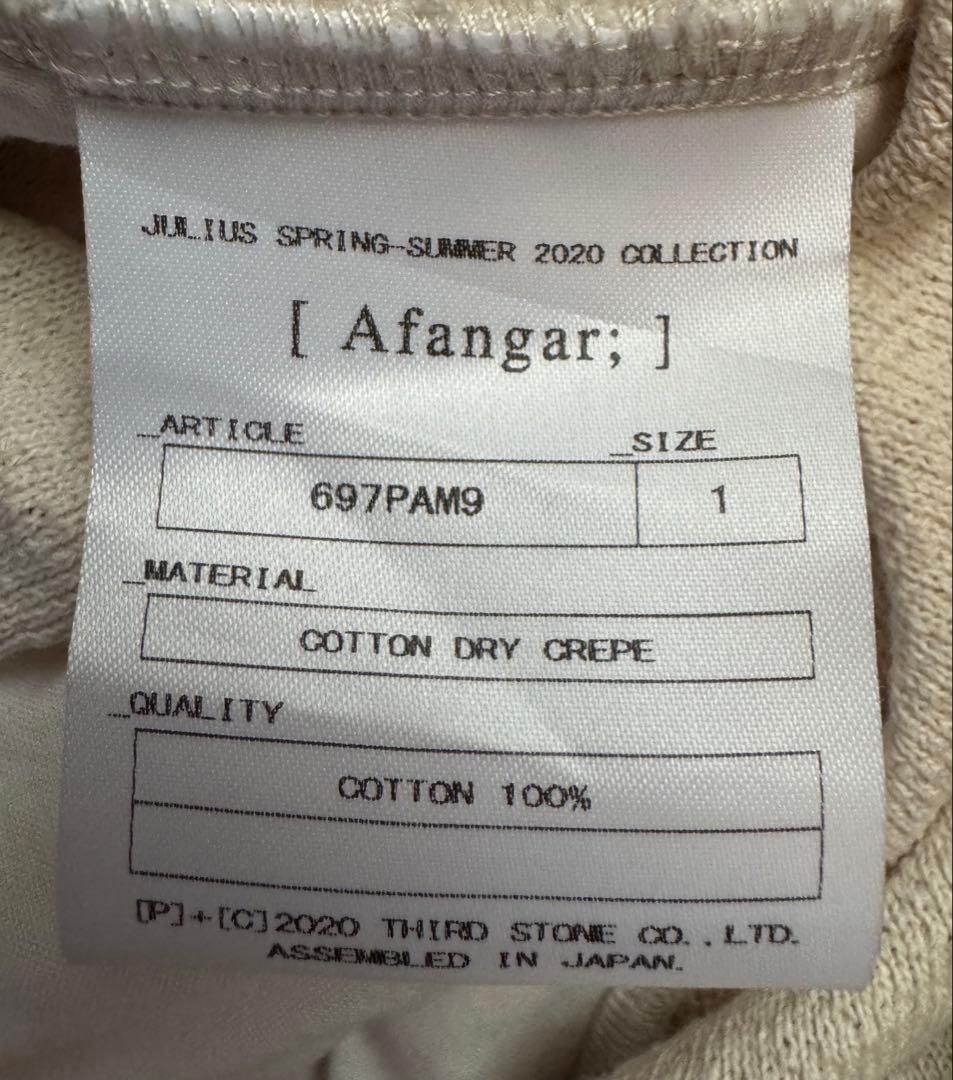 JULIUS SPRING-SUMMER 2020 COLLECTION
[ Afangar; ]
_ARTICLE _SIZE
697PAM9 1
_MATERIAL
COTTON DRY CREPE
_QUALITY
COTTON 100%
[P]+[C]2020 THIRD STONE CO.,LTD.
ASSEMBLED IN JAPAN.